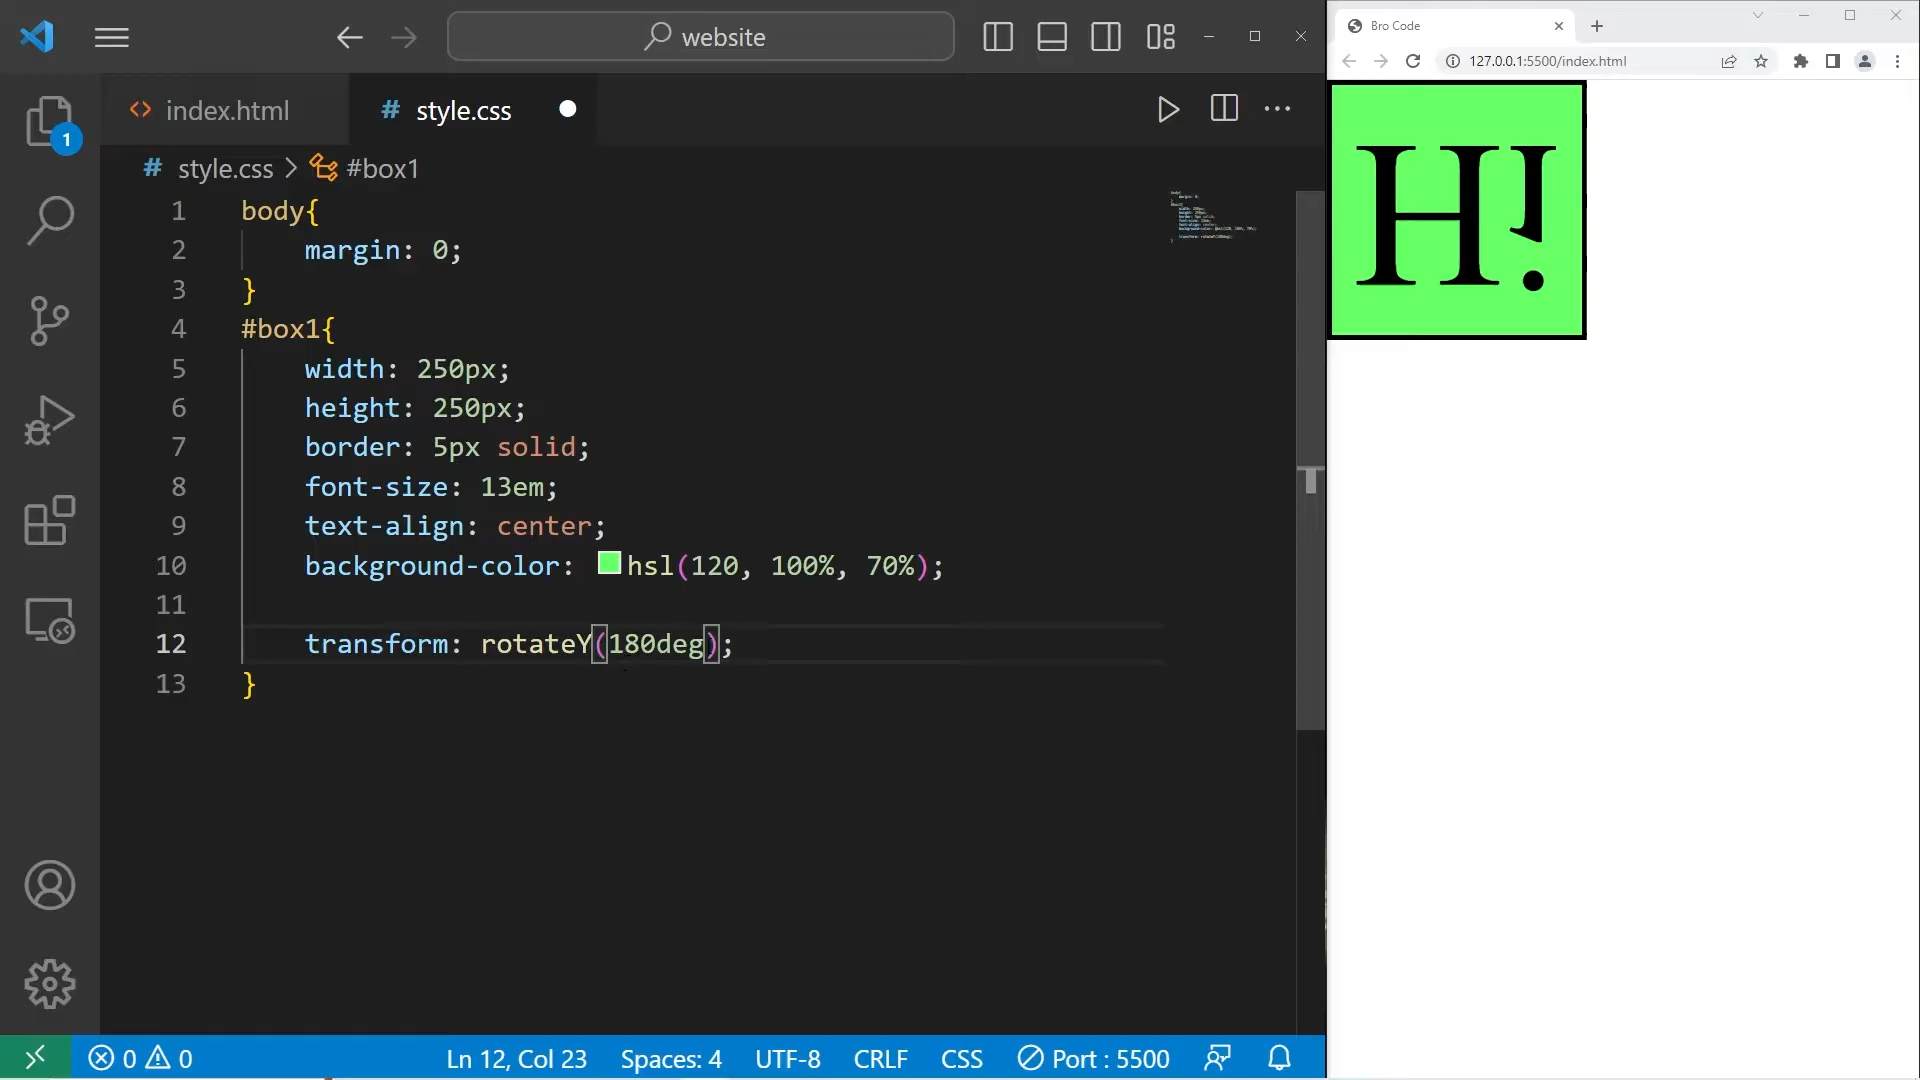 website
index.html
# style.css
# style.css > #box1
1 body{
2     margin: 0;
3 }
4 #box1{
5     width: 250px;
6     height: 250px;
7     border: 5px solid;
8     font-size: 13em;
9     text-align: center;
10     background-color: hsl(120, 100%, 70%);
11
12     transform: rotateY(180deg);
13 }
1
0 0 Ln 12, Col 23 Spaces: 4 UTF-8 CRLF CSS Port : 5500
Bro Code
127.0.0.1:5500/index.html